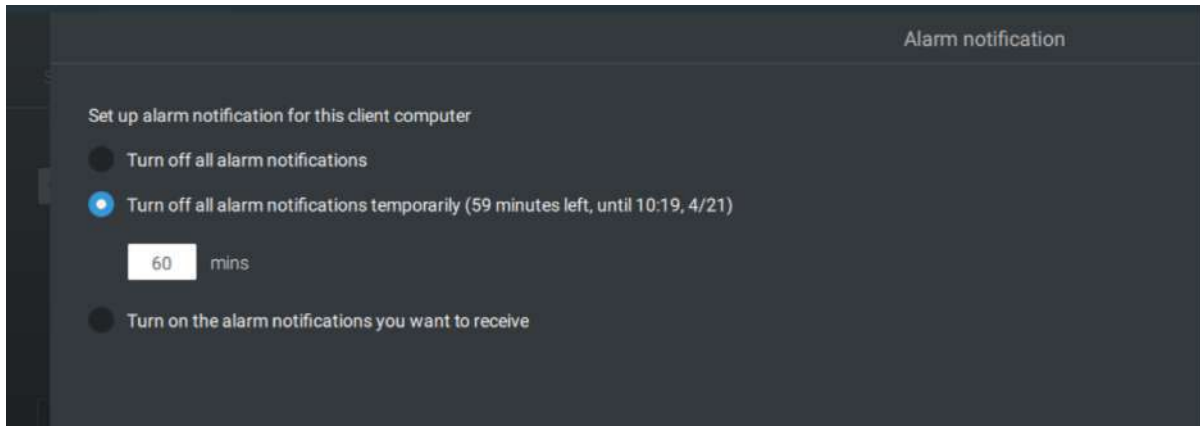 Alarm notification
Set up alarm notification for this client computer
Turn off all alarm notifications
Turn off all alarm notifications temporarily (59 minutes left, until 10:19, 4/21)
60 mins
Turn on the alarm notifications you want to receive